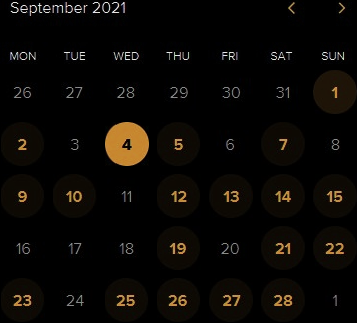 September 2021
MON TUE WED THU FRI SAT SUN
26 27 28 29 30 31 1
2 3 4 5 6 7 8
9 10 11 12 13 14 15
16 17 18 19 20 21 22
23 24 25 26 27 28 1